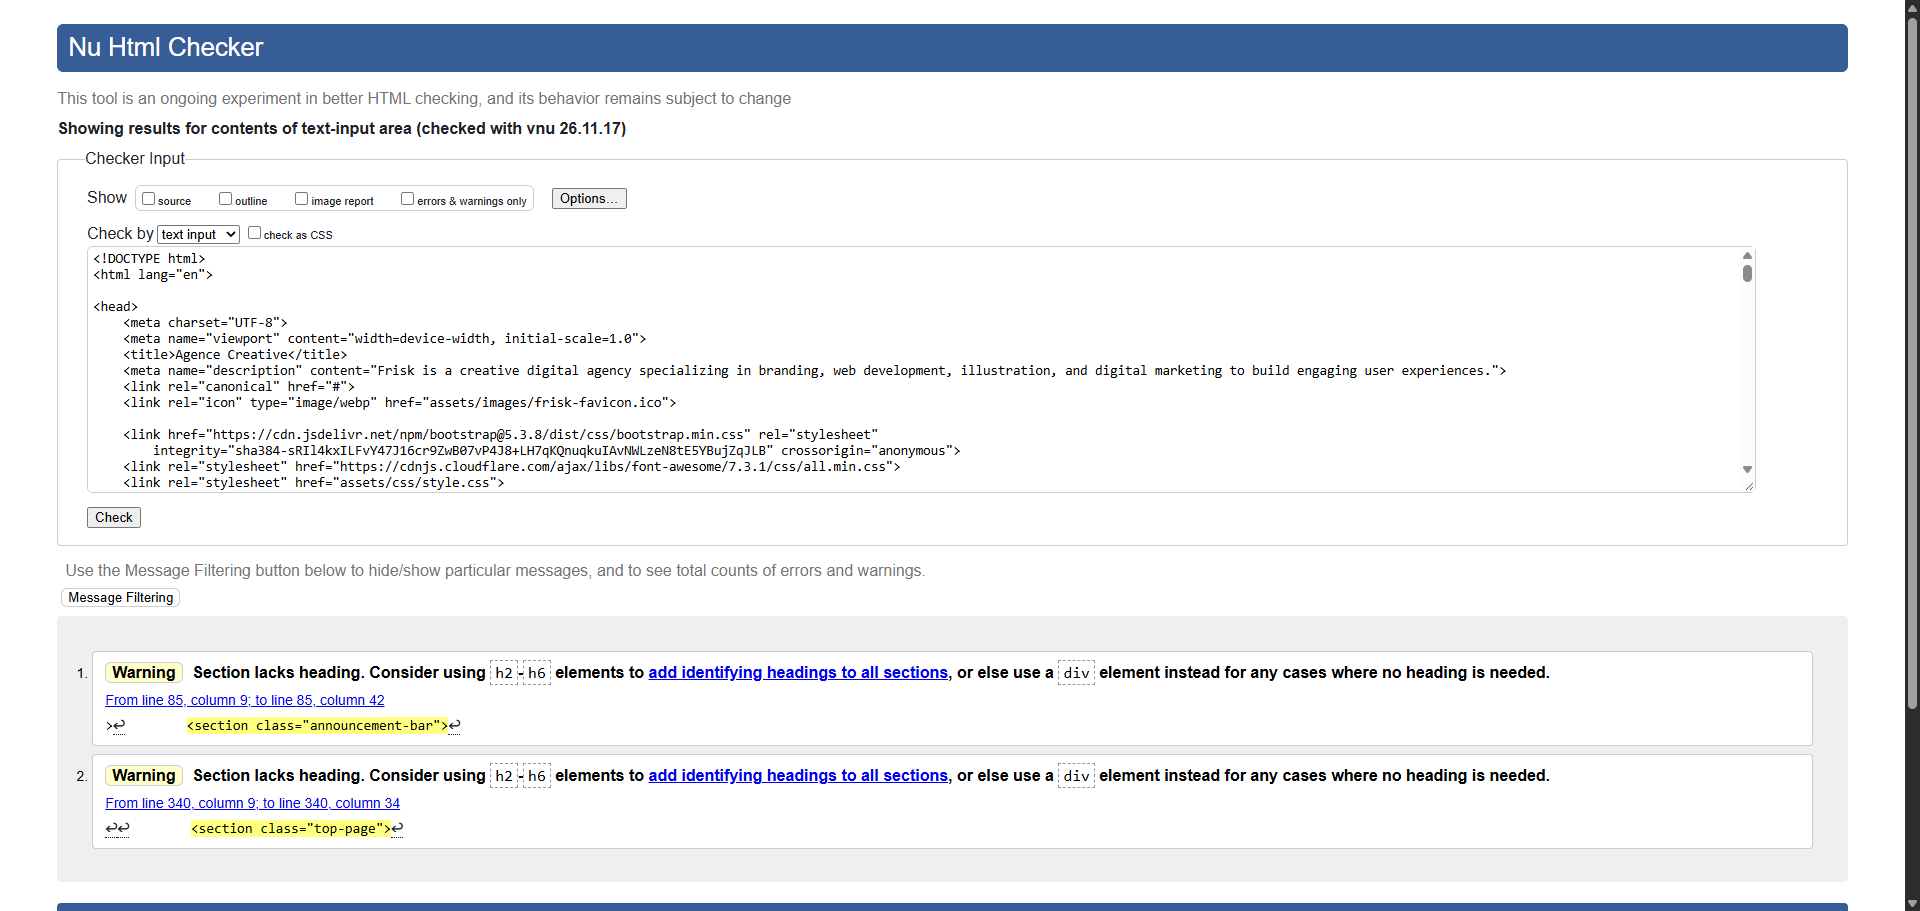 Nu Html Checker
This tool is an ongoing experiment in better HTML checking, and its behavior remains subject to change
Showing results for contents of text-input area (checked with vnu 26.11.17)
Checker Input
Show source outline image report errors & warnings only Options...
Check by text input check as CSS
<!DOCTYPE html>
<html lang="en">
<head>
<meta charset="UTF-8">
<meta name="viewport" content="width=device-width, initial-scale=1.0">
<title>Agence Creative</title>
<meta name="description" content="Frisk is a creative digital agency specializing in branding, web development, illustration, and digital marketing to build engaging user experiences.">
<link rel="canonical" href="#">
<link rel="icon" type="image/webp" href="assets/images/frisk-favicon.ico">
<link href="https://cdn.jsdelivr.net/npm/bootstrap@5.3.8/dist/css/bootstrap.min.css" rel="stylesheet"
integrity="sha384-sRIl4kxILFvY47J16cr9ZwB07vP4J8+LH7qKQnuqkuIAvNWLzeN8tE5YBujZqJLB" crossorigin="anonymous">
<link rel="stylesheet" href="https://cdnjs.cloudflare.com/ajax/libs/font-awesome/7.3.1/css/all.min.css">
<link rel="stylesheet" href="assets/css/style.css">
Check
Use the Message Filtering button below to hide/show particular messages, and to see total counts of errors and warnings.
Message Filtering
1. Warning Section lacks heading. Consider using h2-h6 elements to add identifying headings to all sections, or else use a div element instead for any cases where no heading is needed.
From line 85, column 9; to line 85, column 42
>↩ <section class="announcement-bar">↩
2. Warning Section lacks heading. Consider using h2-h6 elements to add identifying headings to all sections, or else use a div element instead for any cases where no heading is needed.
From line 340, column 9; to line 340, column 34
↩↩ <section class="top-page">↩